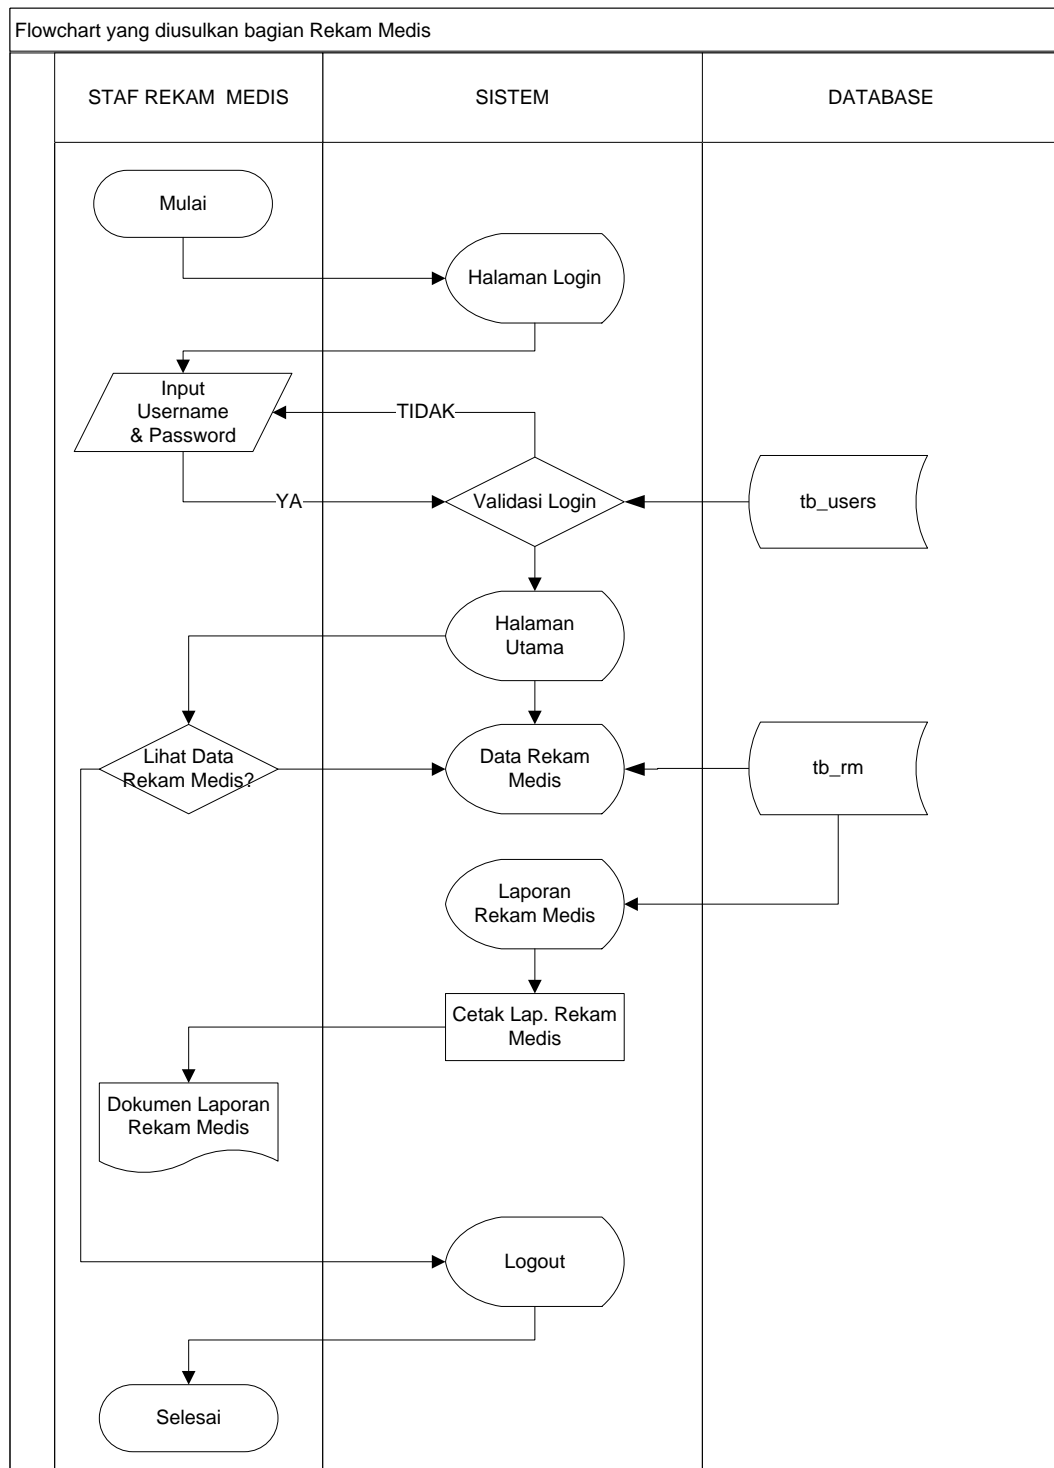 Flowchart yang diusulkan bagian Rekam Medis
STAF REKAM MEDIS
SISTEM
DATABASE
Mulai
Halaman Login
Input
Username
& Password
TIDAK
YA
Validasi Login
tb_users
Halaman
Utama
Lihat Data
Rekam Medis?
Data Rekam
Medis
tb_rm
Laporan
Rekam Medis
Cetak Lap. Rekam
Medis
Dokumen Laporan
Rekam Medis
Logout
Selesai